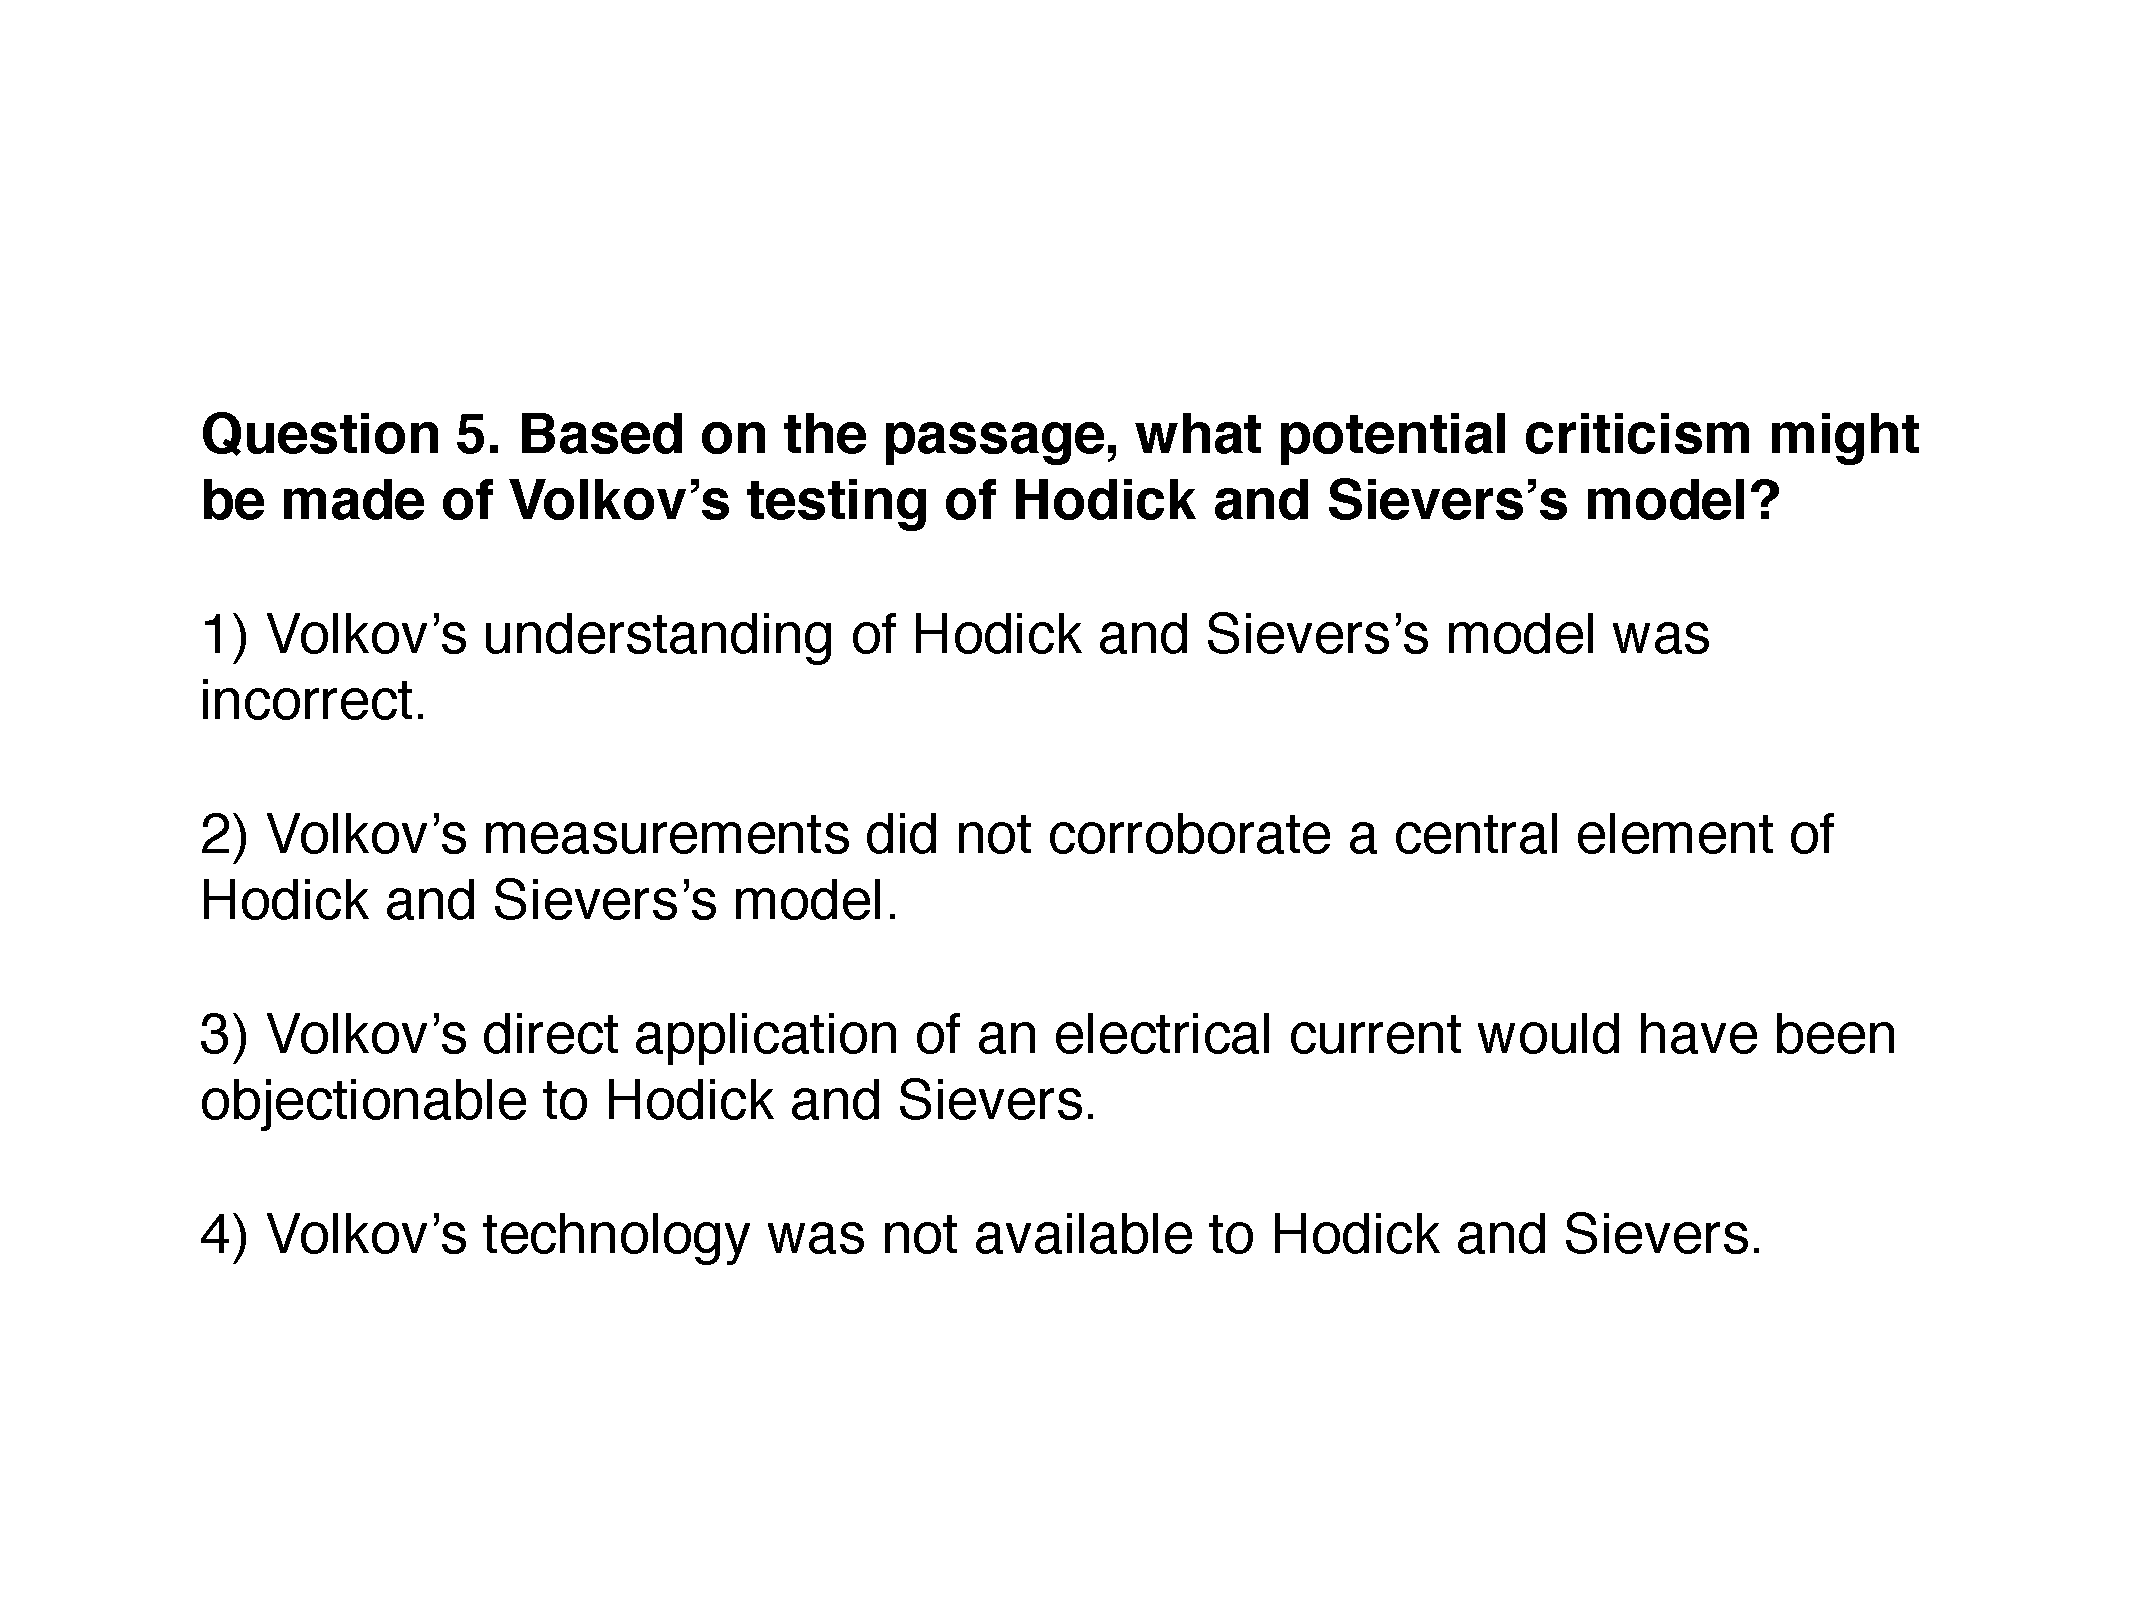 Question 5. Based on the passage, what potential criticism might
be made of Volkov’s testing of Hodick and Sievers’s model?
1) Volkov’s understanding of Hodick and Sievers’s model was
incorrect.
2) Volkov’s measurements did not corroborate a central element of
Hodick and Sievers’s model.
3) Volkov’s direct application of an electrical current would have been
objectionable to Hodick and Sievers.
4) Volkov’s technology was not available to Hodick and Sievers.